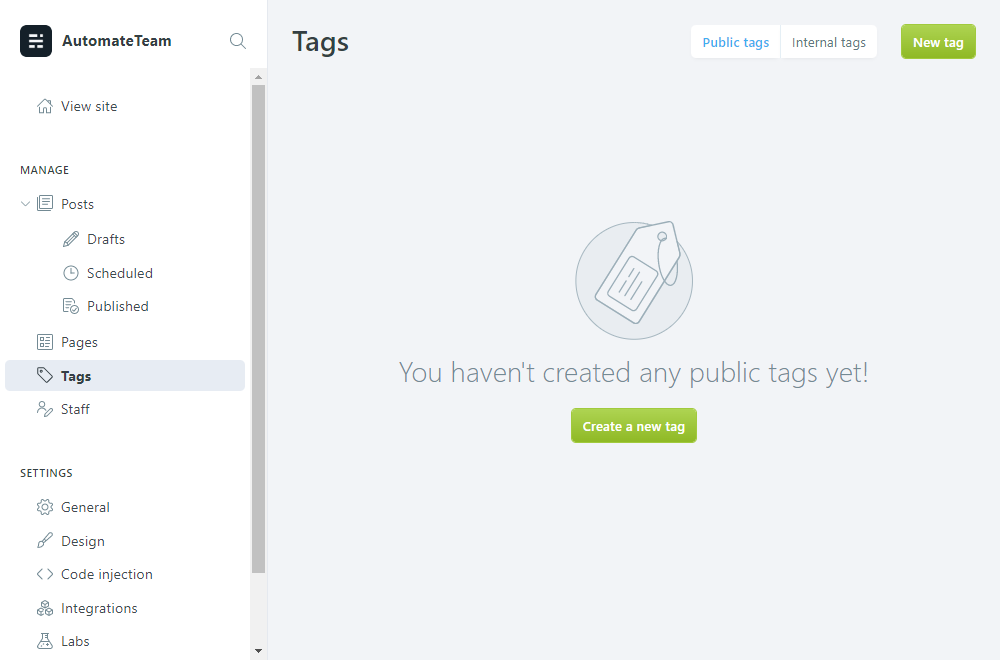 AutomateTeam
View site
MANAGE
Posts
Drafts
Scheduled
Published
Pages
Tags
Staff
SETTINGS
General
Design
Code injection
Integrations
Labs
Tags
Public tags
Internal tags
New tag
You haven't created any public tags yet!
Create a new tag